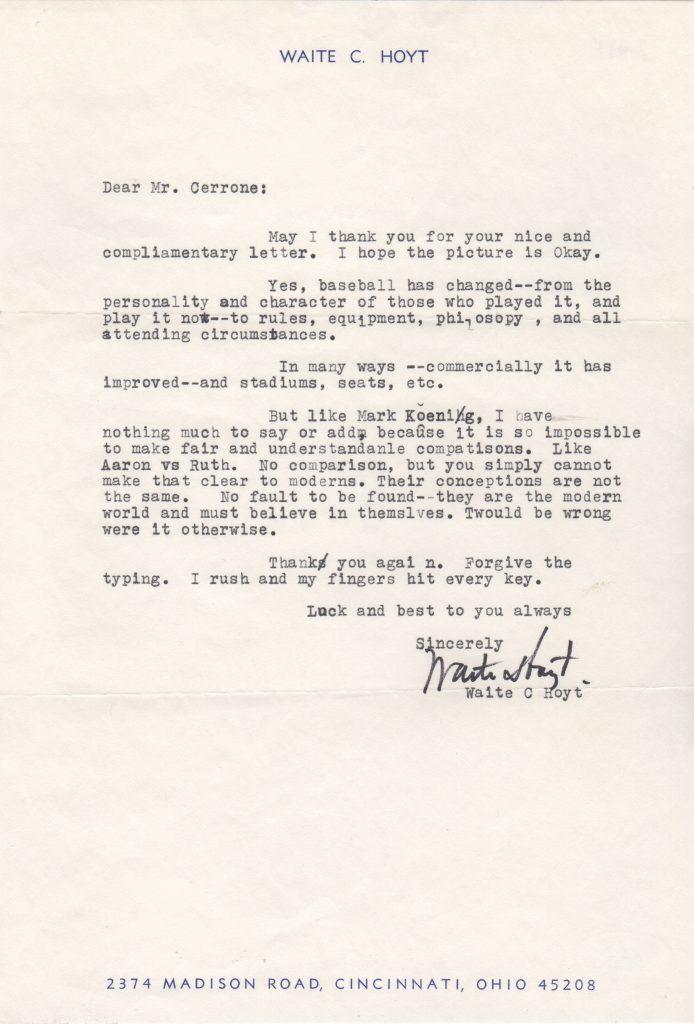 WAITE C. HOYT
Dear Mr. Cerrone:
May I thank you for your nice and
compliamentary letter. I hope the picture is Okay.
Yes, baseball has changed--from the
personality and character of those who played it, and
play it now--to rules, equipment, philosopy , and all
attending circumstances.
In many ways --commercially it has
improved--and stadiums, seats, etc.
But like Mark Koenig, I have
nothing much to say or add, because it is so impossible
to make fair and understandanle compatisons. Like
Aaron vs Ruth. No comparison, but you simply cannot
make that clear to moderns. Their conceptions are not
the same. No fault to be found--they are the modern
world and must believe in themslves. Twould be wrong
were it otherwise.
Thank you agai n. Forgive the
typing. I rush and my fingers hit every key.
Luck and best to you always
Sincerely
Waite Hoyt.
Waite C Hoyt
2374 MADISON ROAD, CINCINNATI, OHIO 45208